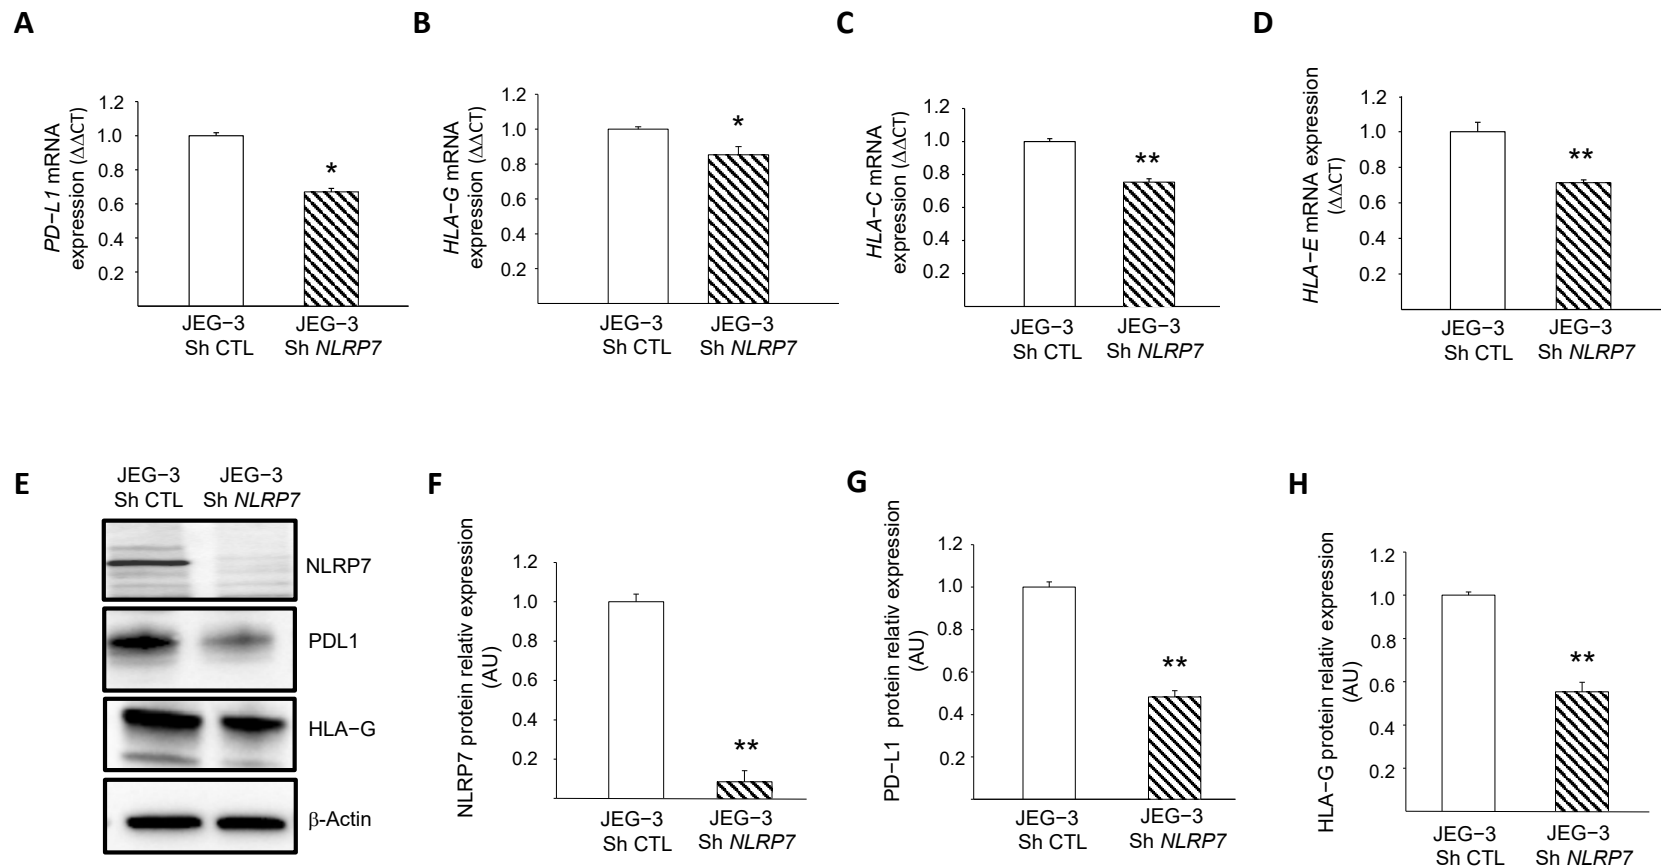 A
PD−L1 mRNA
expression (ΔΔCT)
1.2
1.0
0.8
0.6
0.4
0.2
*
JEG−3
Sh CTL
JEG−3
Sh NLRP7
B
HLA−G mRNA
expression (ΔΔCT)
1.2
1.0
0.8
0.6
0.4
0.2
*
JEG−3
Sh CTL
JEG−3
Sh NLRP7
C
HLA−C mRNA
expression (ΔΔCT)
1.2
1.0
0.8
0.6
0.4
0.2
**
JEG−3
Sh CTL
JEG−3
Sh NLRP7
D
HLA−E mRNA expression
(ΔΔCT)
1.2
1.0
0.8
0.6
0.4
0.2
**
JEG−3
Sh CTL
JEG−3
Sh NLRP7
E
JEG−3
Sh CTL
JEG−3
Sh NLRP7
NLRP7
PDL1
HLA−G
β-Actin
F
NLRP7 protein relative expression
(AU)
1.2
1.0
0.8
0.6
0.4
0.2
**
JEG−3
Sh CTL
JEG−3
Sh NLRP7
G
PD−L1 protein relativ expression
(AU)
1.2
1.0
0.8
0.6
0.4
0.2
**
JEG−3
Sh CTL
JEG−3
Sh NLRP7
H
HLA−G protein relative expression
(AU)
1.2
1.0
0.8
0.6
0.4
0.2
**
JEG−3
Sh CTL
JEG−3
Sh NLRP7